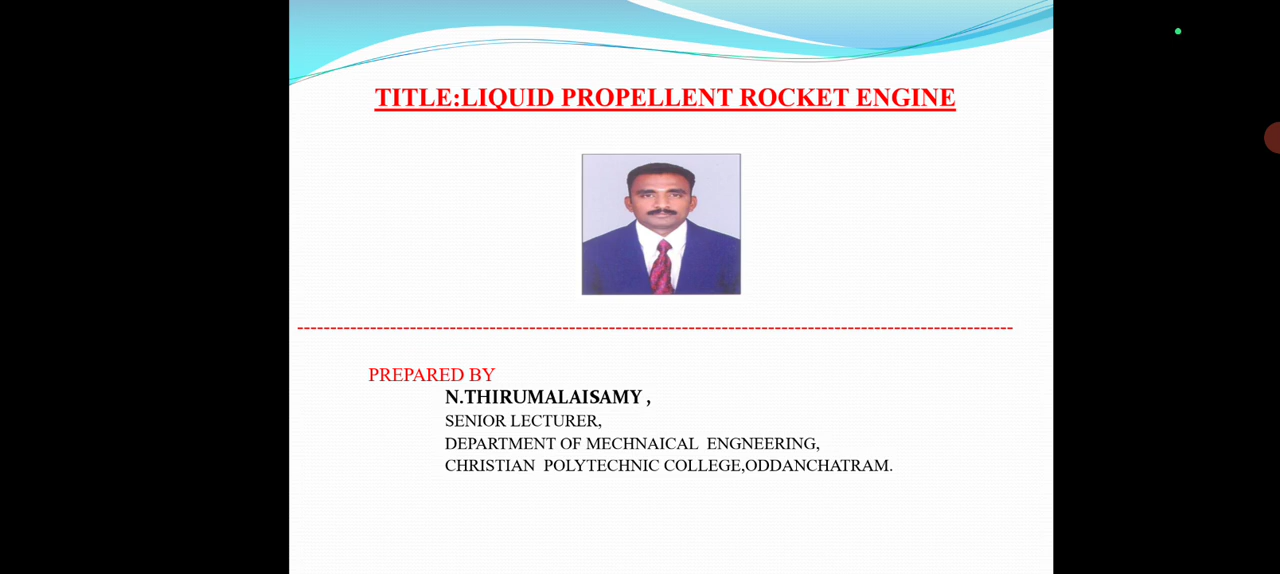 TITLE:LIQUID PROPELLENT ROCKET ENGINE
PREPARED BY
N.THIRUMALAISAMY ,
SENIOR LECTURER,
DEPARTMENT OF MECHNAICAL ENGNEERING,
CHRISTIAN POLYTECHNIC COLLEGE,ODDANCHATRAM.